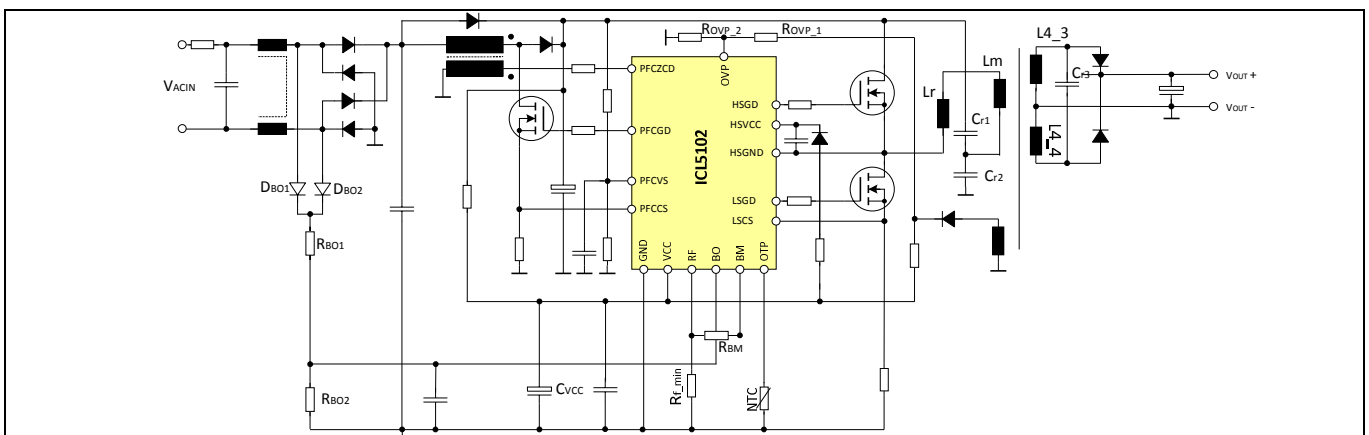 ROVP_2
ROVP_1
L4_3
VACIN
PFCZCD
OVP
Lm
Cr3
VOUT +
Lr
HSGD
HSVCC
PFCGD
Cr1
VOUT -
ICL5102
HSGND
L4_4
DBO1
DBO2
PFCVS
Cr2
LSGD
PFCCS
LSCS
RBO1
GND
VCC
RF
BO
BM
OTP
RBM
RBO2
CVCC
Rf_min
NTC